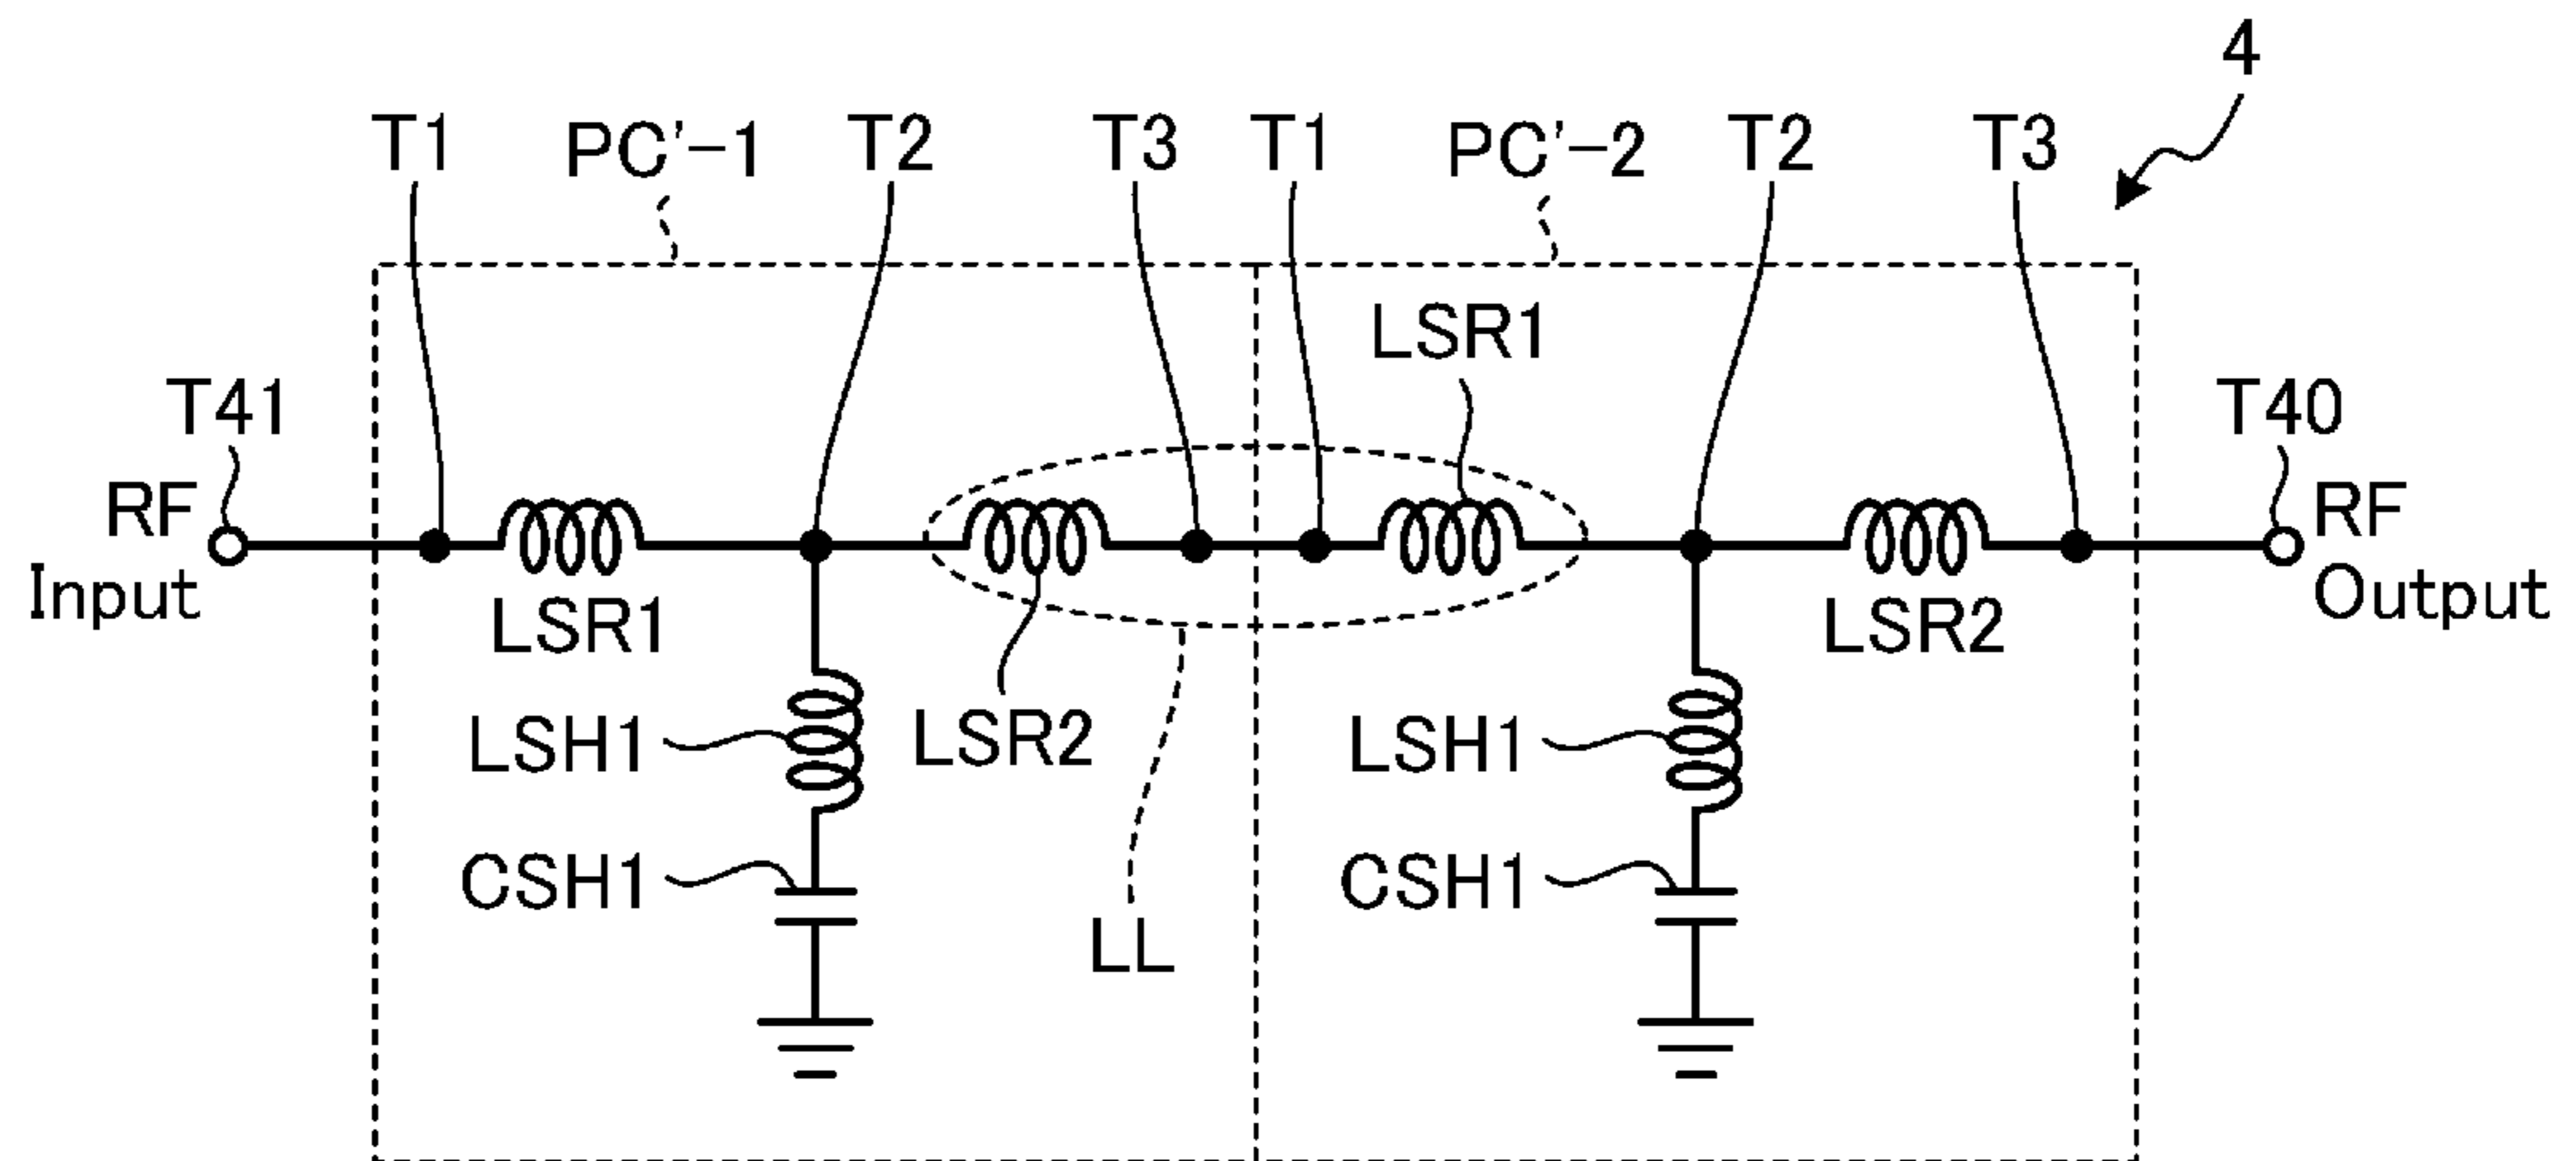 4
T1
PC'-1
T2
T3
T1
PC'-2
T2
T3
LSR1
T41
T40
RF
Input
RF
Output
LSR1
LSR2
LSH1
LSR2
LSH1
CSH1
CSH1
LL